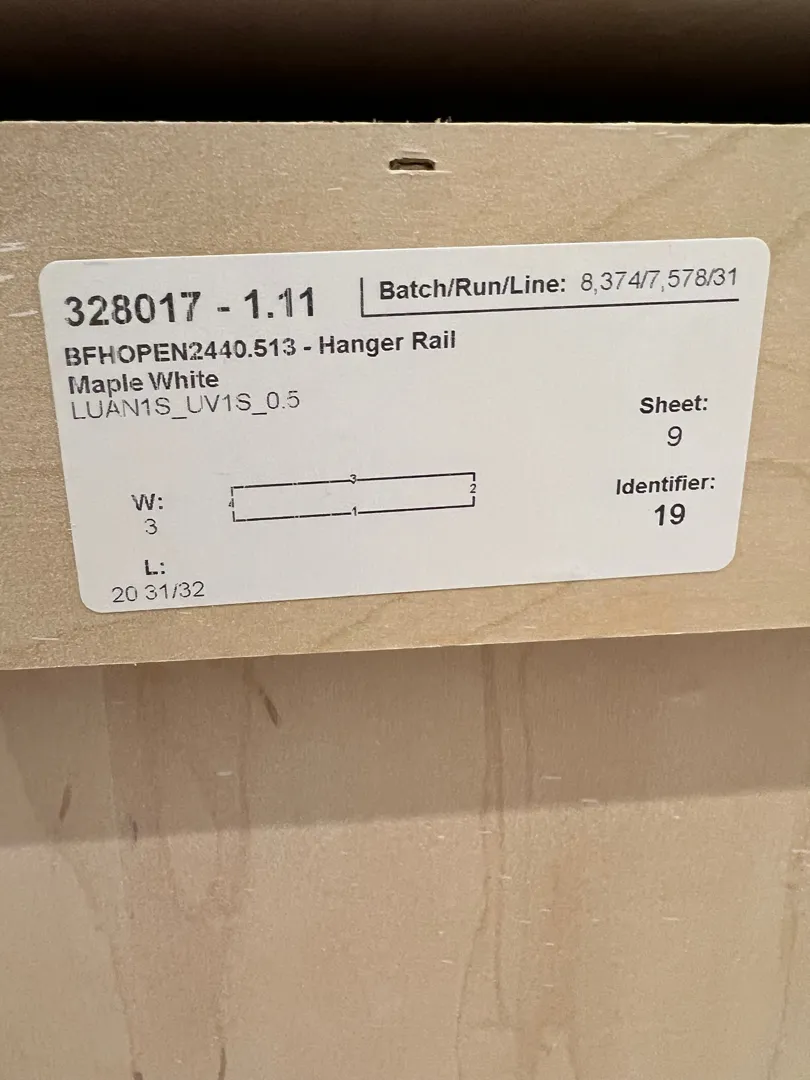 328017 - 1.11
Batch/Run/Line: 8,374/7,578/31
BFHOPEN2440.513 - Hanger Rail
Maple White
LUAN1S_UV1S_0.5
Sheet:
9
W:
3
3
2
4
1
Identifier:
19
L:
20 31/32